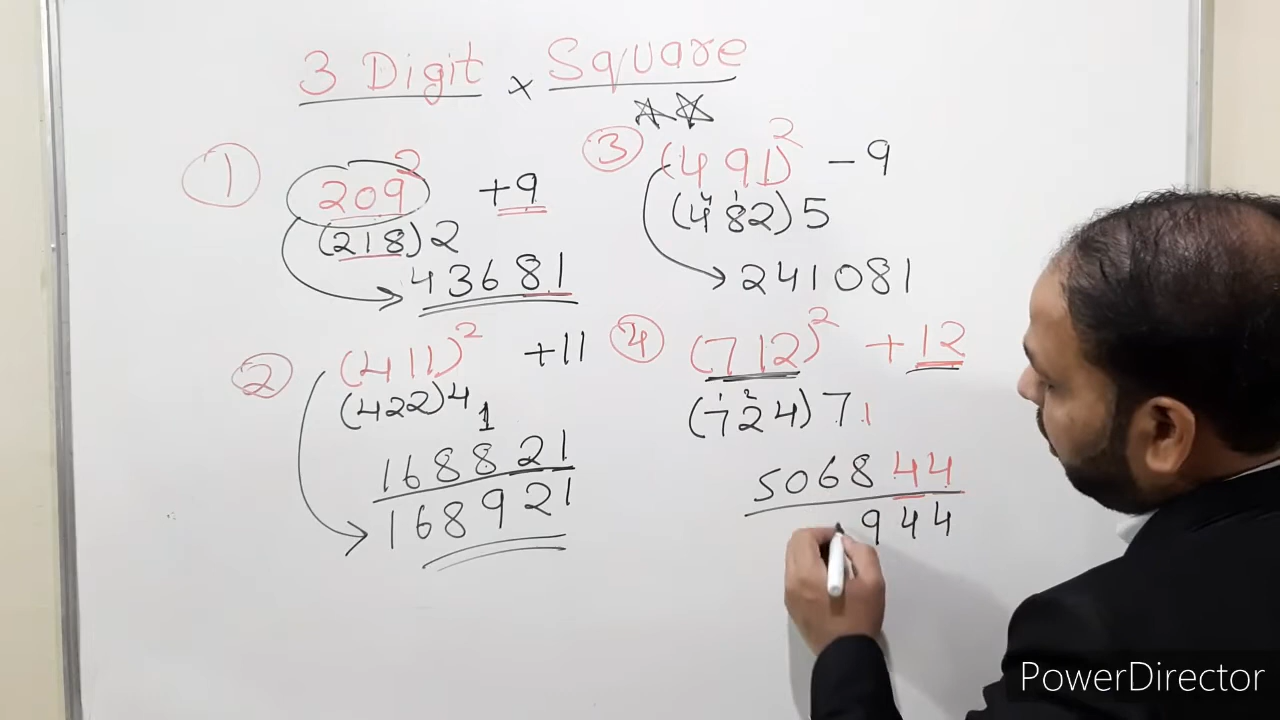 3 Digit × Square
① 209² +9
(218)2
43681
② (411)² +11
(422)4
1
168821
168921
③ (491)² -9
(482)5
241081
④ (712)² +12
(724)7 1
506844
944
PowerDirector